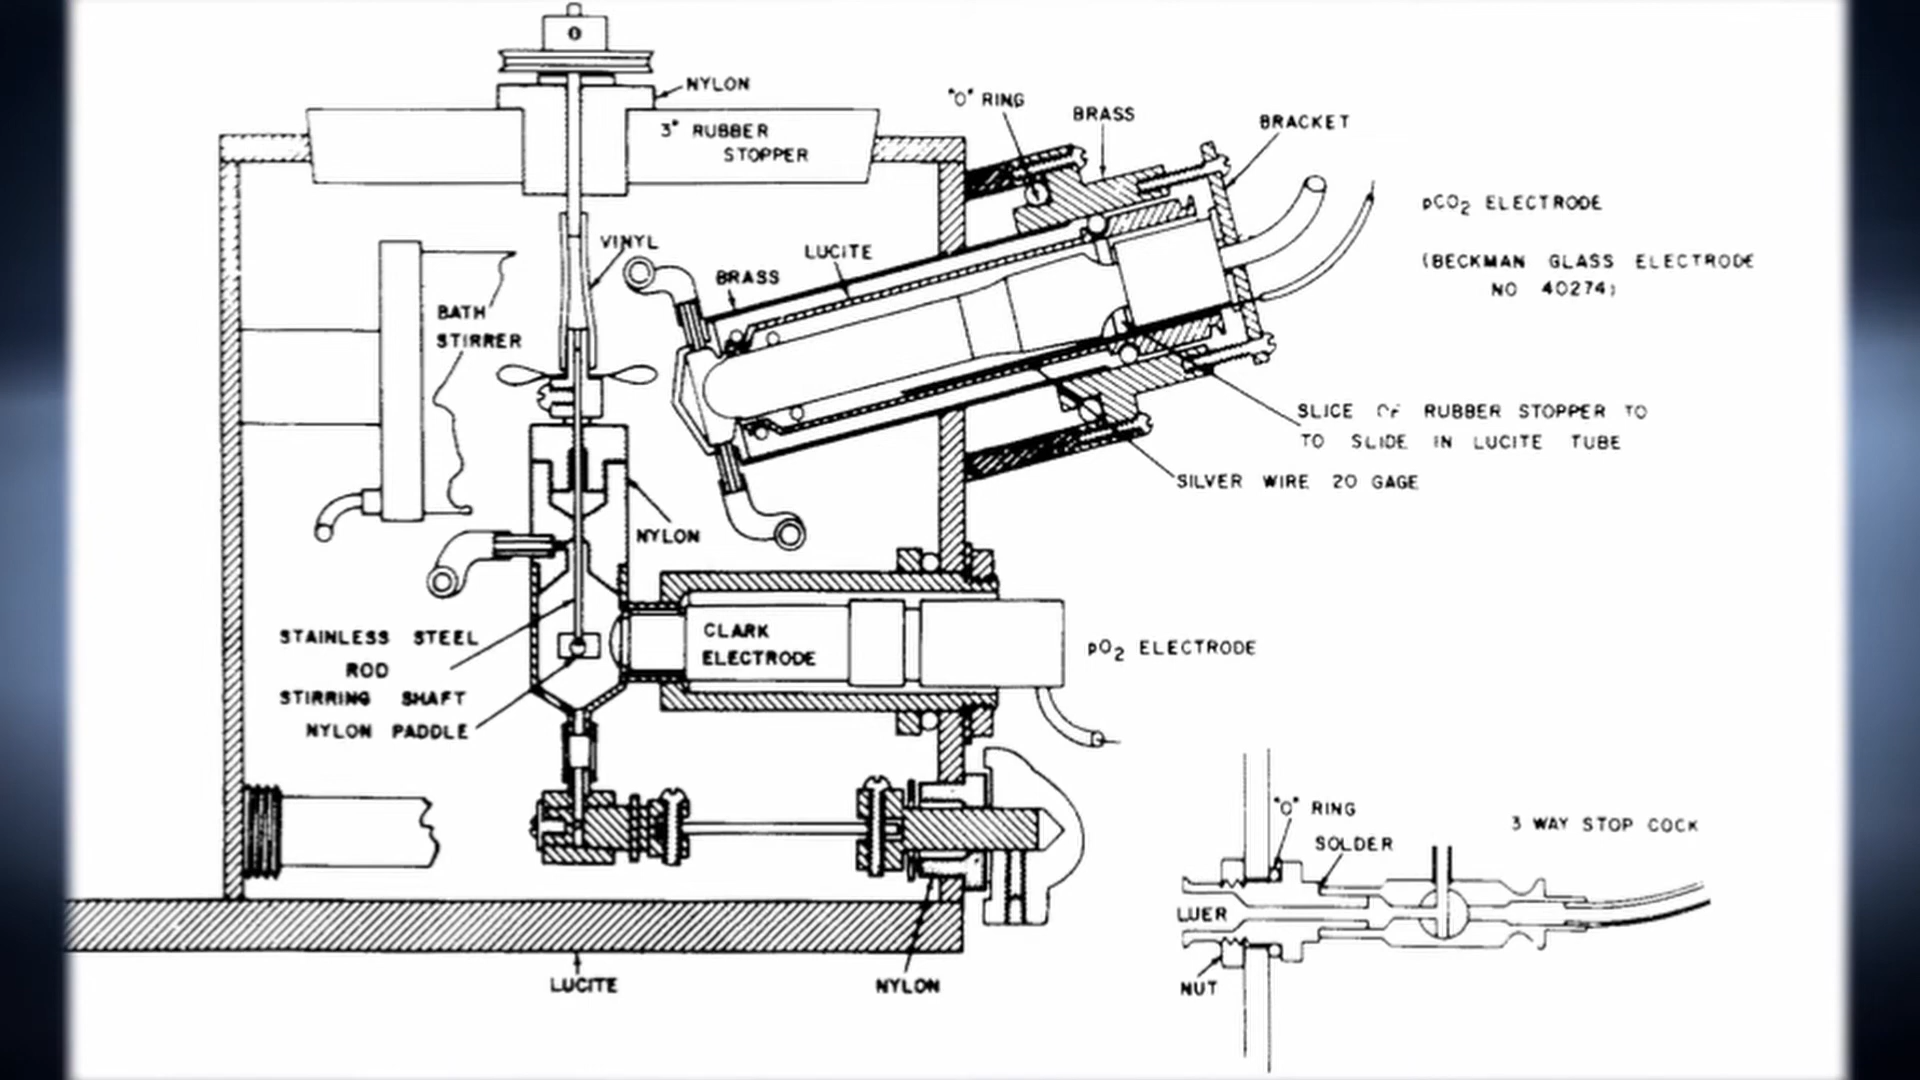 NYLON
3" RUBBER
STOPPER
"O" RING
BRASS
BRACKET
pCO2 ELECTRODE
(BECKMAN GLASS ELECTRODE
NO 40274)
VINYL
LUCITE
BRASS
BATH
STIRRER
SLICE OF RUBBER STOPPER TO
TO SLIDE IN LUCITE TUBE
SILVER WIRE 20 GAGE
NYLON
STAINLESS STEEL
ROD
STIRRING SHAFT
NYLON PADDLE
CLARK
ELECTRODE
pO2 ELECTRODE
"O" RING
SOLDER
3 WAY STOP COCK
LUER
NUT
LUCITE
NYLON